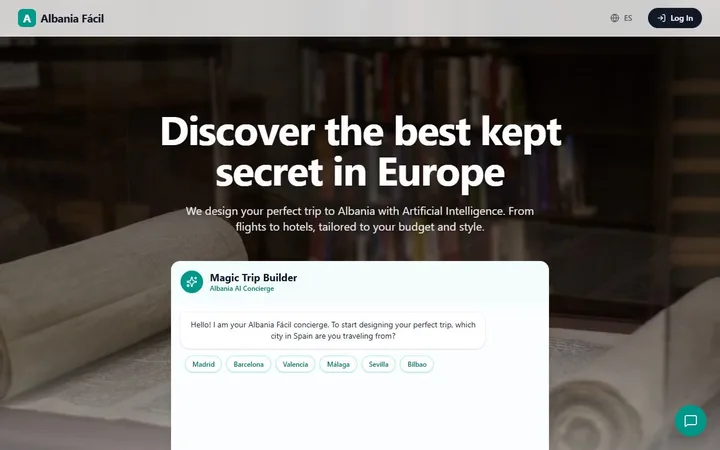 A Albania Fácil
ES
Log In
Discover the best kept
secret in Europe
We design your perfect trip to Albania with Artificial Intelligence. From
flights to hotels, tailored to your budget and style.
Magic Trip Builder
Albania AI Concierge
Hello! I am your Albania Fácil concierge. To start designing your perfect trip, which
city in Spain are you traveling from?
Madrid Barcelona Valencia Málaga Sevilla Bilbao